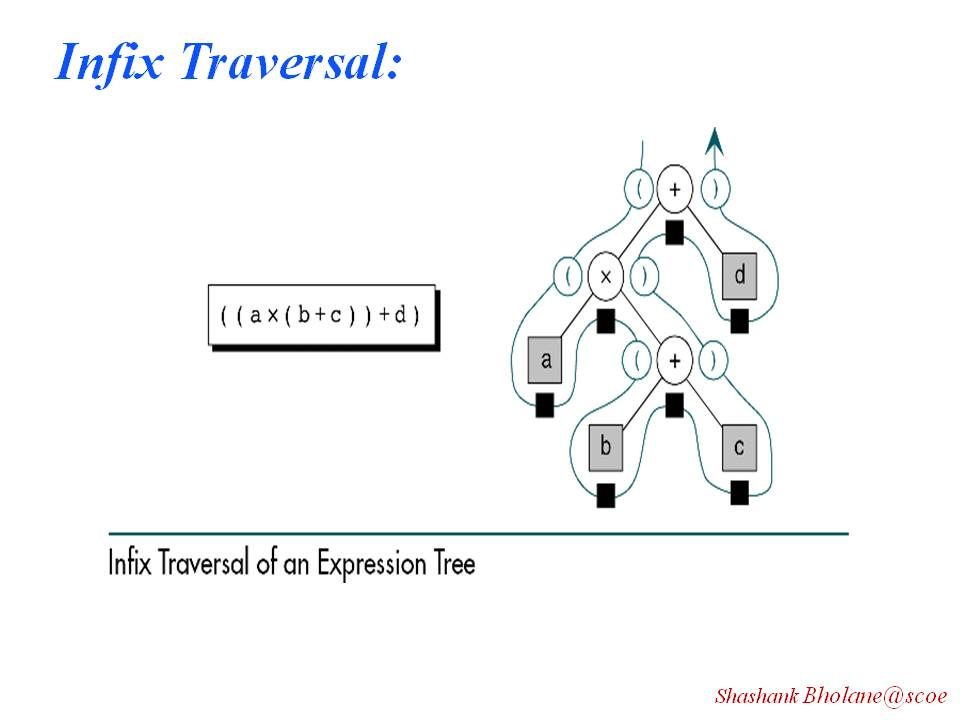 Infix Traversal:
( + )
( × ) d
((a×(b+c))+d)
a ( + )
b c
Infix Traversal of an Expression Tree
Shashank Bholane@scoe